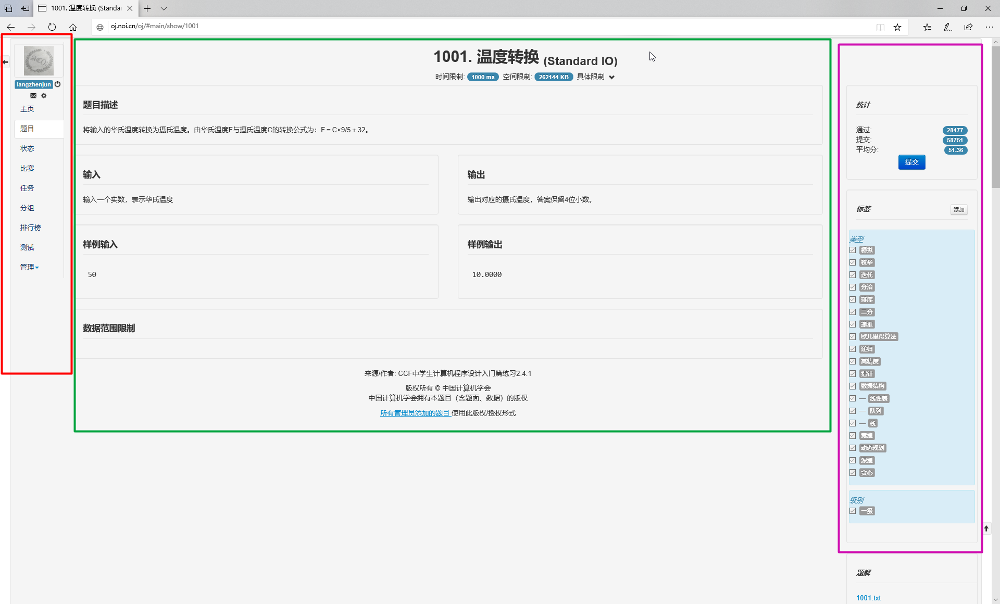 1001. 温度转换 (Standar
oj.noi.cn/oj/#main/show/1001
langzhenjun
主页
题目
状态
比赛
任务
分组
排行榜
测试
管理
1001. 温度转换 (Standard IO)
时间限制: 1000 ms 空间限制: 262144 KB 具体限制
题目描述
将输入的华氏温度转换为摄氏温度。由华氏温度F与摄氏温度C的转换公式为：F = C×9/5 + 32。
输入
输入一个实数，表示华氏温度
输出
输出对应的摄氏温度，答案保留4位小数。
样例输入
50
样例输出
10.0000
数据范围限制
来源/作者: CCF中学生计算机程序设计入门篇练习2.4.1
版权所有 © 中国计算机学会
中国计算机学会拥有本题目（含题面、数据）的版权
所有管理员添加的题目 使用此版权/授权形式
统计
通过: 28477
提交: 58751
平均分: 51.36
提交
标签 添加
类型
模拟
枚举
迭代
分治
排序
二分
递推
欧几里得算法
递归
高精度
指针
数据结构
— 线性表
— 队列
— 栈
宽搜
动态规划
深搜
贪心
级别
一级
题解
1001.txt